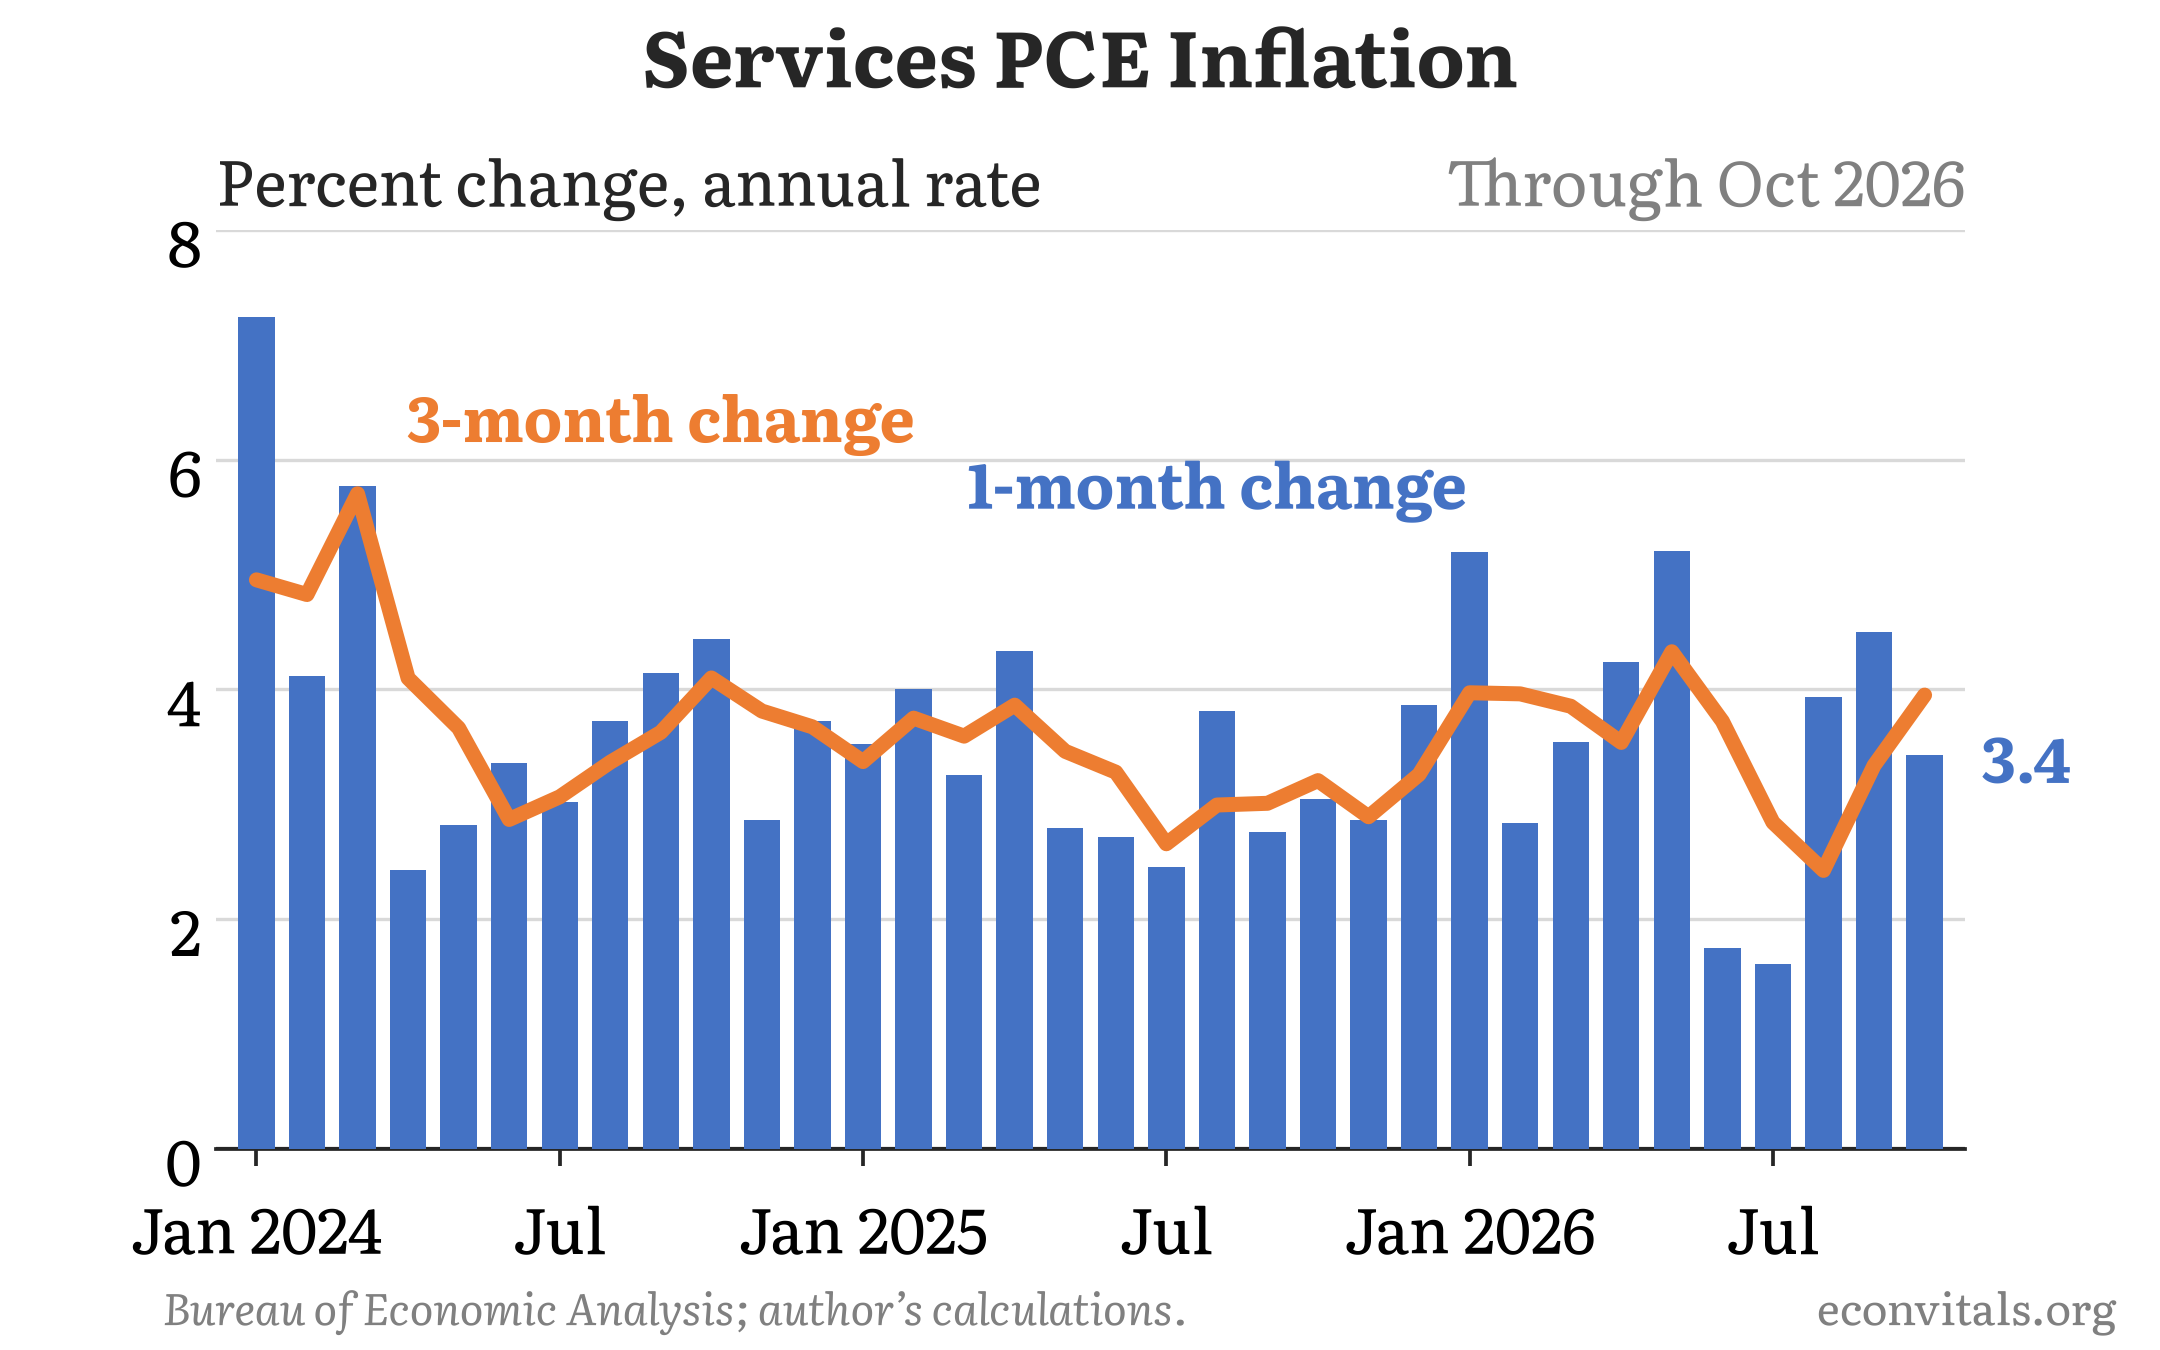 Services PCE Inflation
Percent change, annual rate
Through Oct 2026
8
3-month change
6
1-month change
4
3.4
2
0
Jan 2024 Jul Jan 2025 Jul Jan 2026 Jul
Bureau of Economic Analysis; author's calculations.
econvitals.org